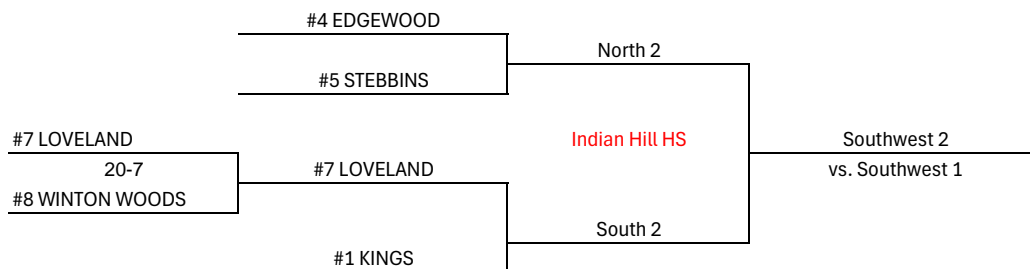 #4 EDGEWOOD
North 2
#5 STEBBINS
#7 LOVELAND
Indian Hill HS
Southwest 2
20-7
#7 LOVELAND
vs. Southwest 1
#8 WINTON WOODS
South 2
#1 KINGS